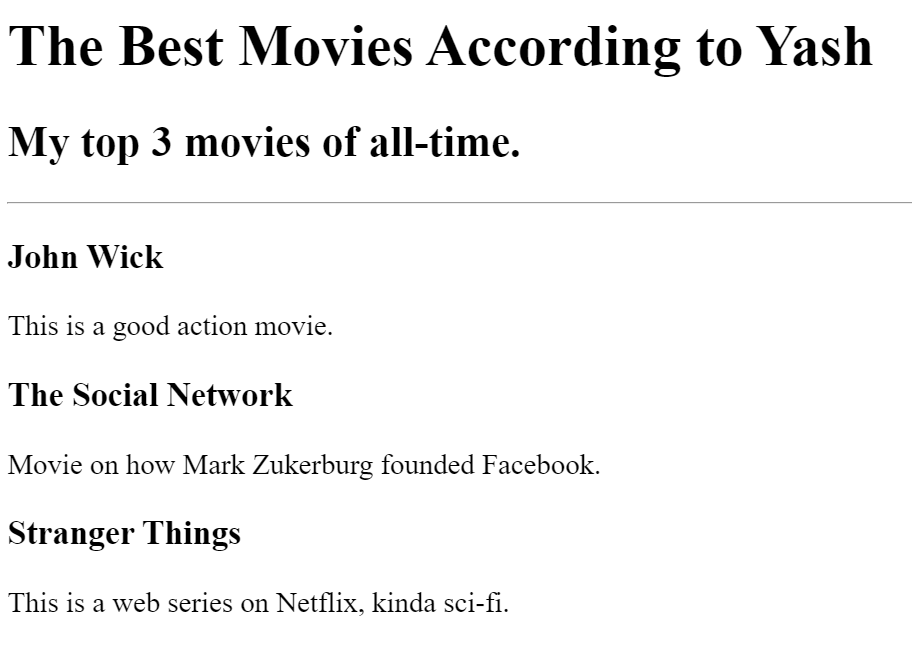 The Best Movies According to Yash
My top 3 movies of all-time.
John Wick
This is a good action movie.
The Social Network
Movie on how Mark Zukerburg founded Facebook.
Stranger Things
This is a web series on Netflix, kinda sci-fi.